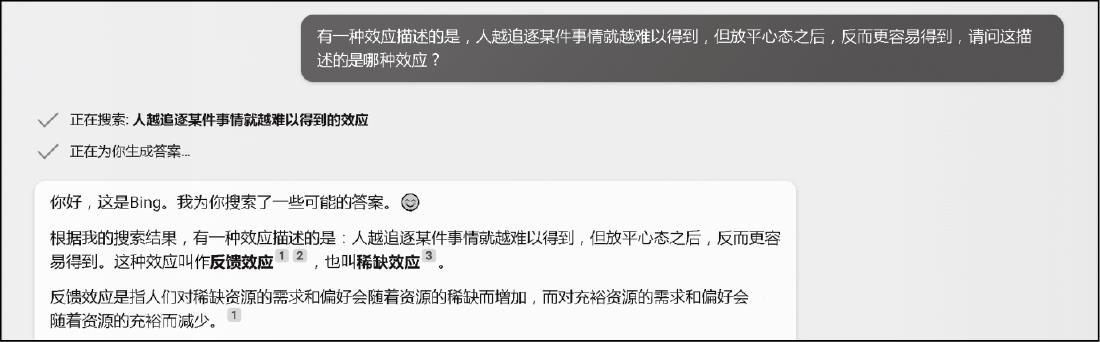 有一种效应描述的是，人越追逐某件事情就越难以得到，但放平心态之后，反而更容易得到，请问这描
述的是哪种效应？
正在搜索: 人越追逐某件事情就越难以得到的效应
正在为你生成答案...
你好，这是Bing。我为你搜索了一些可能的答案。😊
根据我的搜索结果，有一种效应描述的是：人越追逐某件事情就越难以得到，但放平心态之后，反而更容
易得到。这种效应叫作反馈效应 1 2 ，也叫稀缺效应 3 。
反馈效应是指人们对稀缺资源的需求和偏好会随着资源的稀缺而增加，而对充裕资源的需求和偏好会
随着资源的充裕而减少。 1